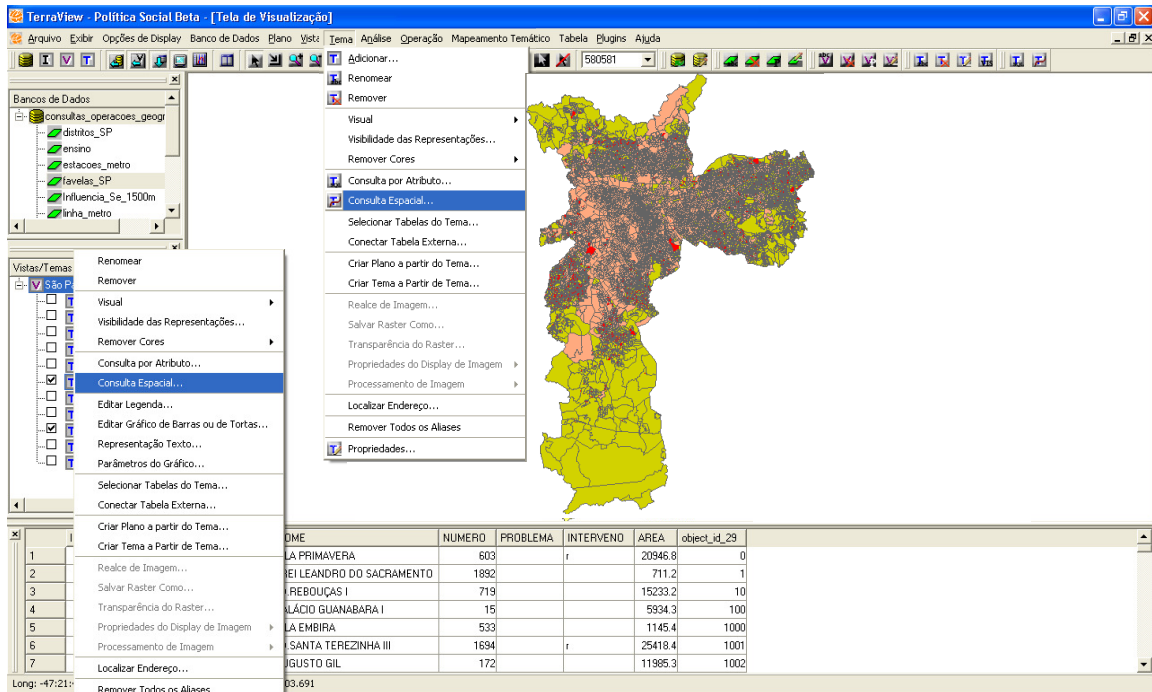 TerraView - Política Social Beta - [Tela de Visualização]
Arquivo Exibir Opções de Display Banco de Dados Plano Vista Tema Análise Operação Mapeamento Temático Tabela Plugins Ajuda
580581
Bancos de Dados
consultas_operacoes_geogr
distritos_SP
ensino
estacoes_metro
favelas_SP
Influencia_Se_1500m
linha_metro
Adicionar...
Renomear
Remover
Visual
Visibilidade das Representações...
Remover Cores
Consulta por Atributo...
Consulta Espacial...
Selecionar Tabelas do Tema...
Conectar Tabela Externa...
Criar Plano a partir do Tema...
Criar Tema a Partir de Tema...
Realce de Imagem...
Salvar Raster Como...
Transparência do Raster...
Propriedades do Display de Imagem
Processamento de Imagem
Localizar Endereço...
Remover Todos os Aliases
Propriedades...
Vistas/Temas
São Pa
Renomear
Remover
Visual
Visibilidade das Representações...
Remover Cores
Consulta por Atributo...
Consulta Espacial...
Editar Legenda...
Editar Gráfico de Barras ou de Tortas...
Representação Texto...
Parâmetros do Gráfico...
Selecionar Tabelas do Tema...
Conectar Tabela Externa...
Criar Plano a partir do Tema...
Criar Tema a Partir de Tema...
Realce de Imagem...
Salvar Raster Como...
Transparência do Raster...
Propriedades do Display de Imagem
Processamento de Imagem
Localizar Endereço...
Remover Todos os Aliases
OME NUMERO PROBLEMA INTERVENO AREA object_id_29
1 LA PRIMAVERA 603 r 20946.8 0
2 REI LEANDRO DO SACRAMENTO 1892 711.2 1
3 .REBOUÇAS I 719 15233.2 10
4 ALÁCIO GUANABARA I 15 5934.3 100
5 LA EMBIRA 533 1145.4 1000
6 .SANTA TEREZINHA III 1694 r 25418.4 1001
7 UGUSTO GIL 172 11985.3 1002
Long: -47:21: 03.691